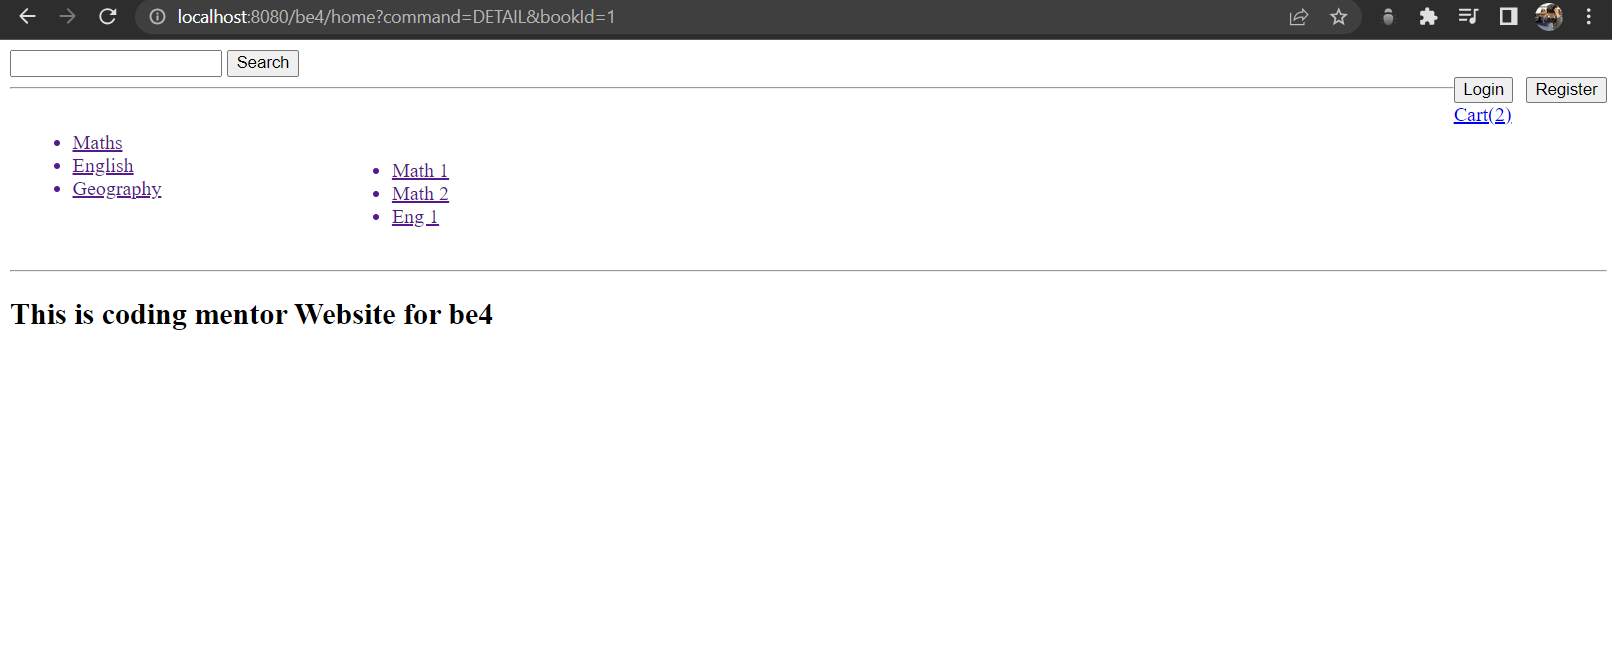 localhost:8080/be4/home?command=DETAIL&bookId=1
Search
Login Register
Cart(2)
Maths
English
Geography
Math 1
Math 2
Eng 1
This is coding mentor Website for be4